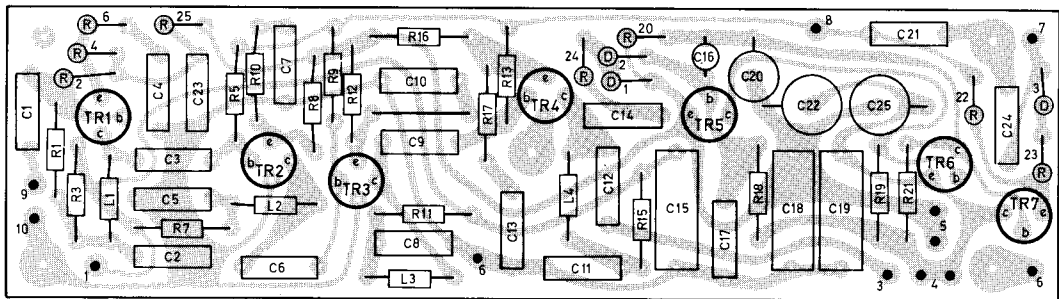 R 6
R 25
R 4
R 2
C1
R1
e
b
TR1
c
C4
C23
R5
R10
C7
R8
R9
R12
R16
C10
C9
R17
R13
e
b
TR4
c
24 R
R 20
D 2
D 1
C14
C16
C20
b
e
TR5
c
C22
C25
8
C21
7
22 R
C24
3 D
23 R
C3
C5
R7
C2
R3
L1
9
10
1
e
b
TR2
c
L2
C6
e
b
TR3
c
R11
C8
L3
6
C13
L4
C12
C11
R15
C15
C17
R18
C18
C19
R19
R21
TR6
c
e
b
5
3
4
TR7
c
e
b
6